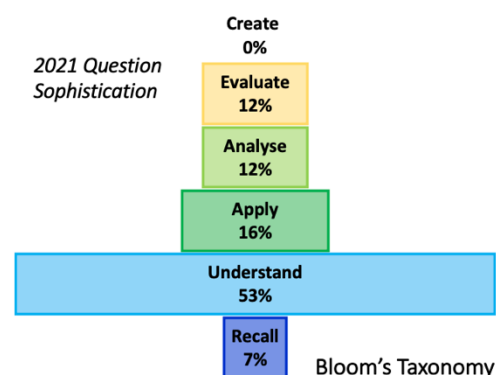 Create
0%
2021 Question
Sophistication
Evaluate
12%
Analyse
12%
Apply
16%
Understand
53%
Recall
7%
Bloom's Taxonomy